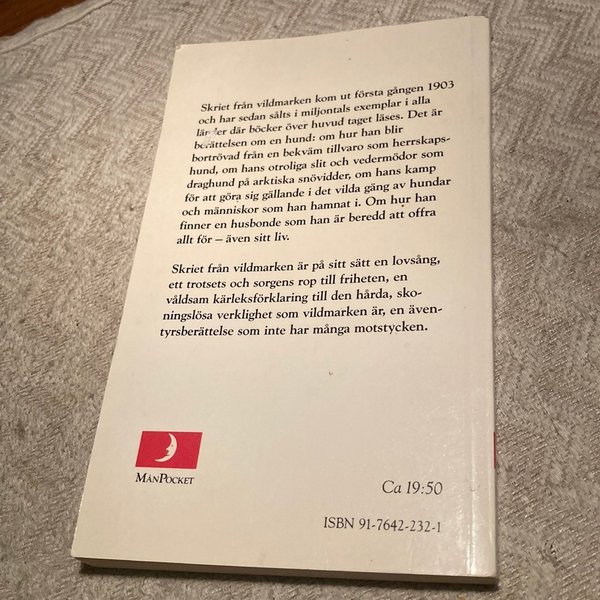 Skriet från vildmarken kom ut första gången 1903
och har sedan sålts i miljontals exemplar i alla
länder där böcker över huvud taget läses. Det är
berättelsen om en hund: om hur han blir
bortrövad från en bekväm tillvaro som herrskaps-
hund, om hans otroliga slit och vedermödor som
draghund på arktiska snövidder, om hans kamp
för att göra sig gällande i det vilda gäng av hundar
och människor som han hamnat i. Om hur han
finner en husbonde som han är beredd att offra
allt för – även sitt liv.
Skriet från vildmarken är på sitt sätt en lovsång,
ett trotsets och sorgens rop till friheten, en
våldsam kärleksförklaring till den hårda, sko-
ningslösa verklighet som vildmarken är, en även-
tyrsberättelse som inte har många motstycken.
MånPocket
Ca 19:50
ISBN 91-7642-232-1